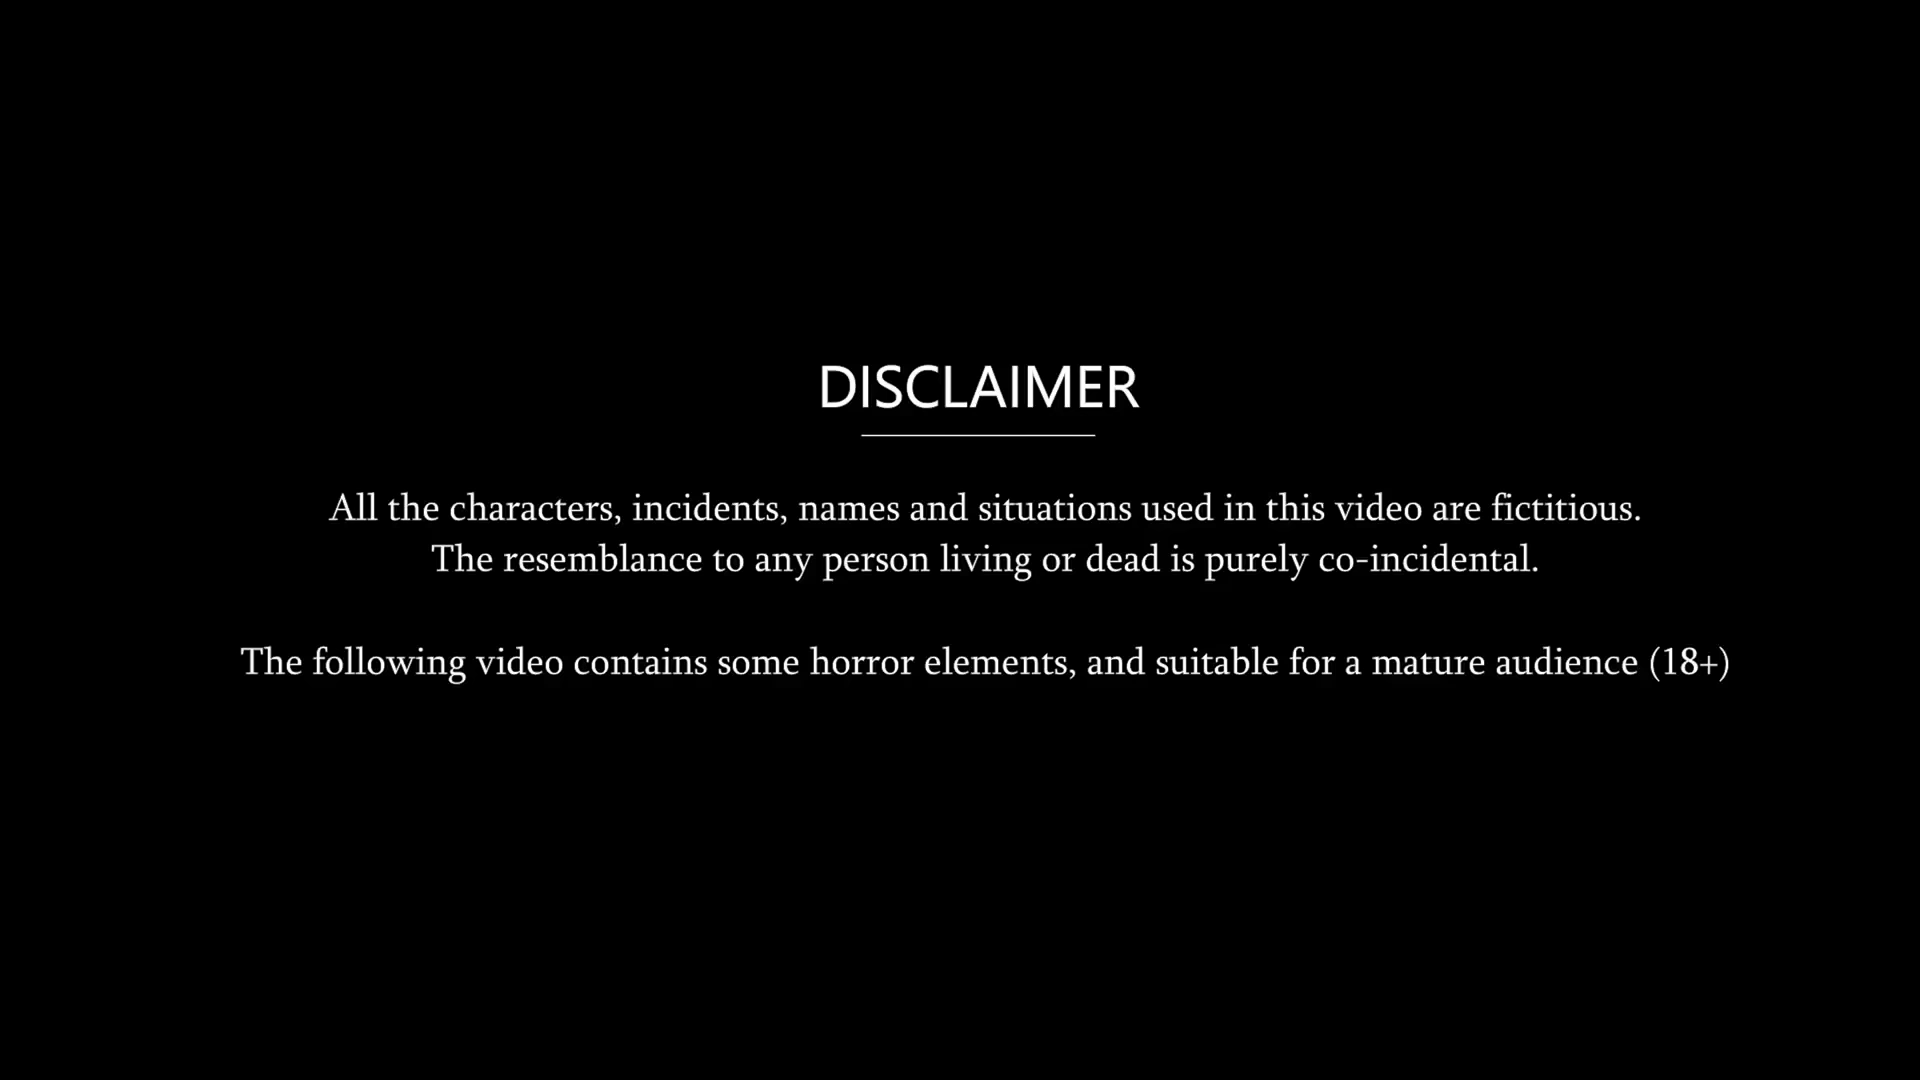 DISCLAIMER
All the characters, incidents, names and situations used in this video are fictitious.
The resemblance to any person living or dead is purely co-incidental.
The following video contains some horror elements, and suitable for a mature audience (18+)